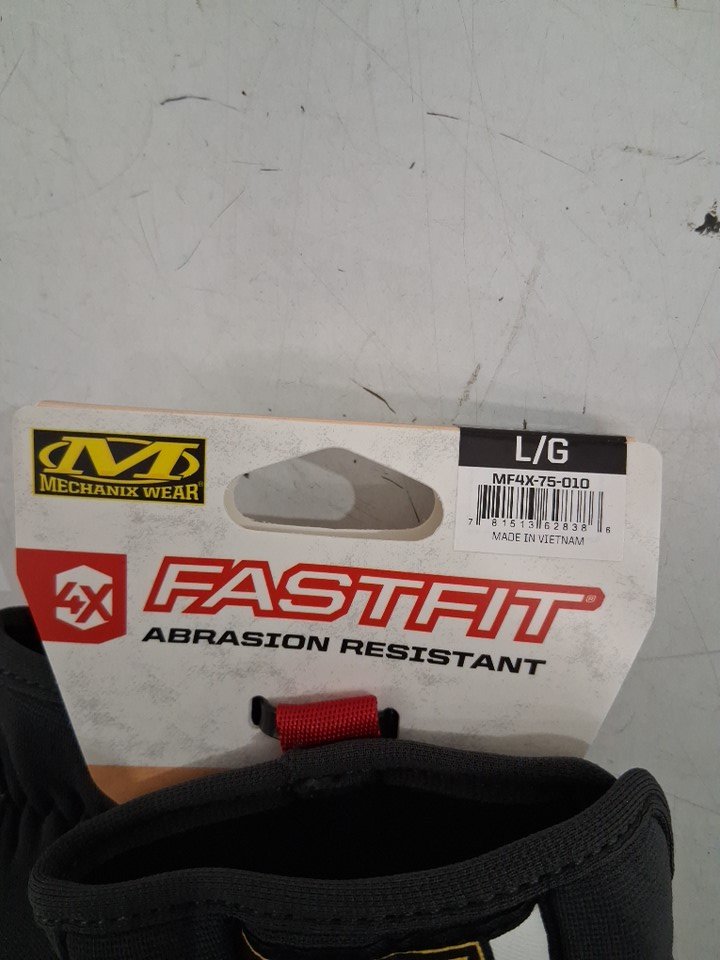 M
MECHANIX WEAR®
L/G
MF4X-75-010
7 81513 62838 6
MADE IN VIETNAM
4X
FASTFIT®
ABRASION RESISTANT